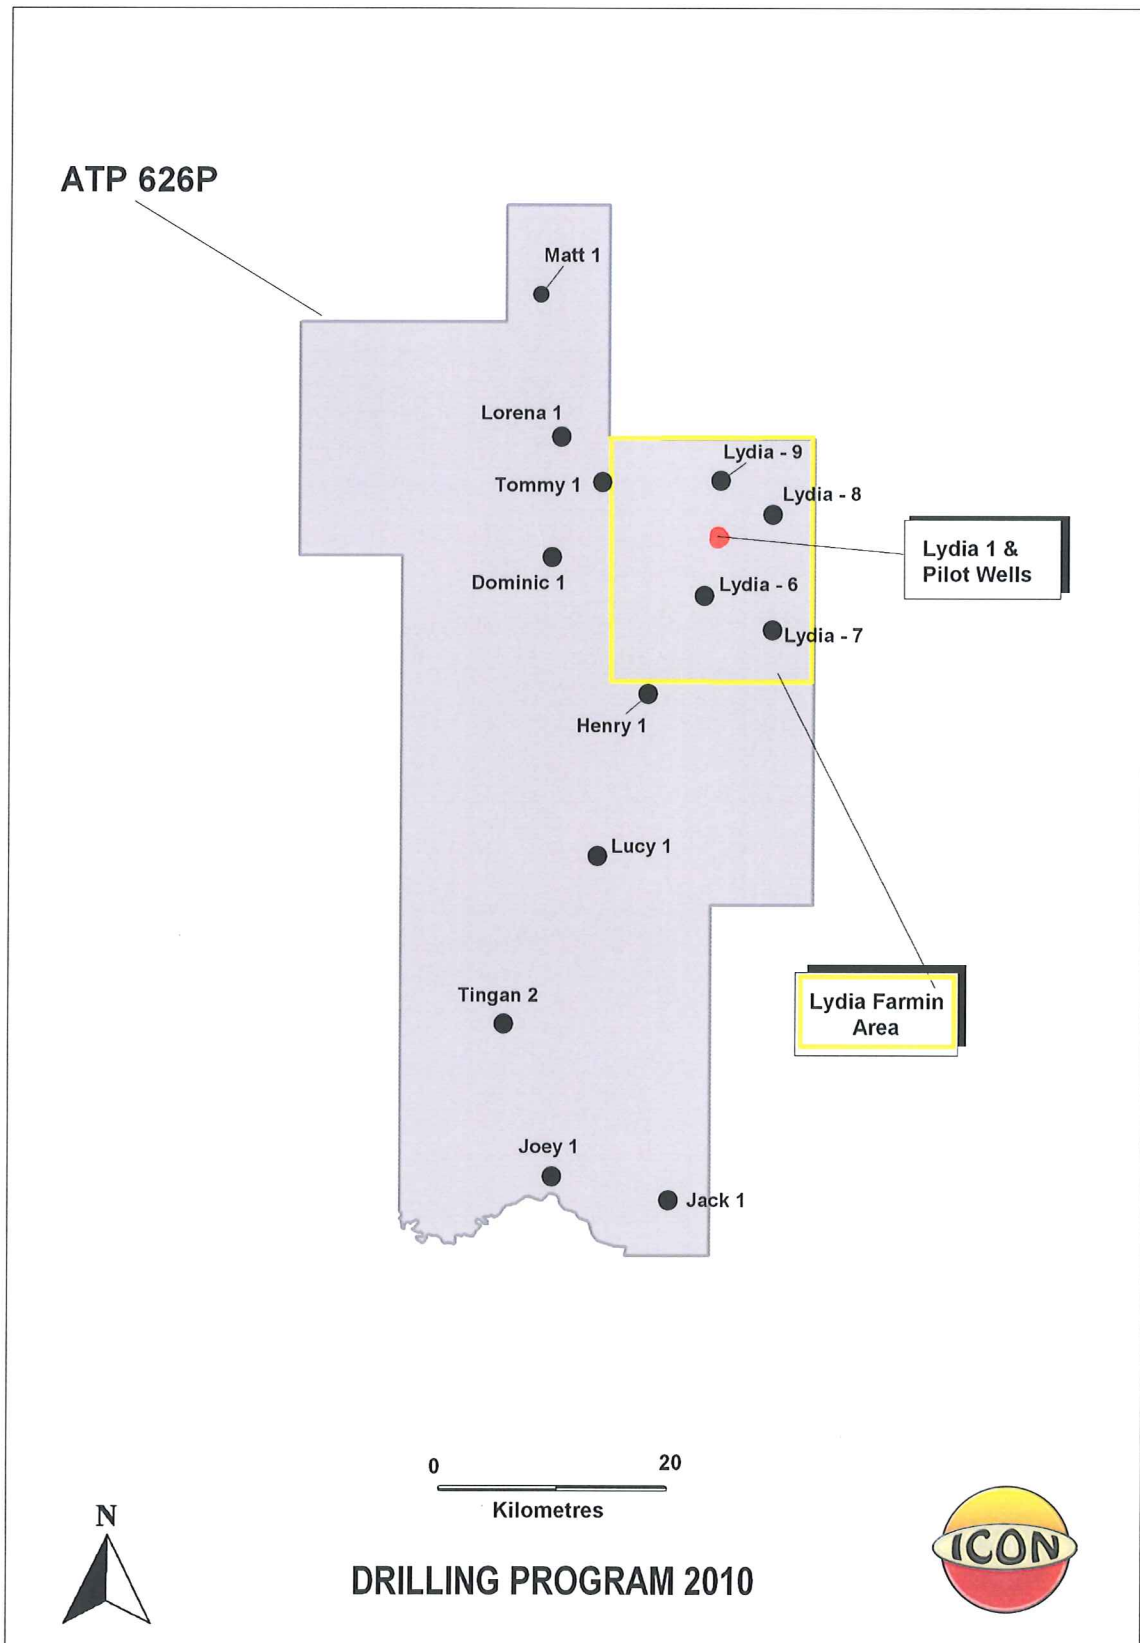 ATP 626P
Matt 1
Lorena 1
Lydia - 9
Tommy 1
Lydia - 8
Lydia 1 &
Pilot Wells
Dominic 1
Lydia - 6
Lydia - 7
Henry 1
Lucy 1
Tingan 2
Lydia Farmin
Area
Joey 1
Jack 1
0
20
Kilometres
N
ICON
DRILLING PROGRAM 2010